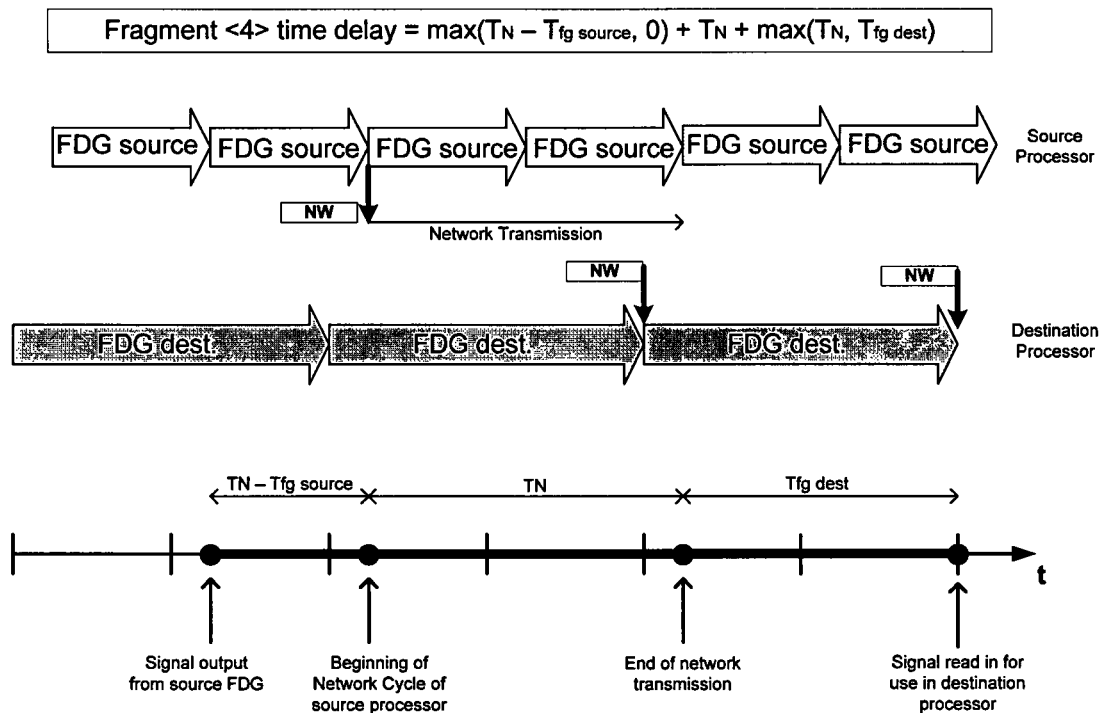 Fragment <4> time delay = max(TN – Tfg source, 0) + TN + max(TN, Tfg dest)
FDG source
FDG source
FDG source
FDG source
FDG source
FDG source
Source
Processor
NW
Network Transmission
NW
NW
FDG dest.
FDG dest.
FDG dest.
Destination
Processor
TN – Tfg source
TN
Tfg dest
t
Signal output
from source FDG
Beginning of
Network Cycle of
source processor
End of network
transmission
Signal read in for
use in destination
processor